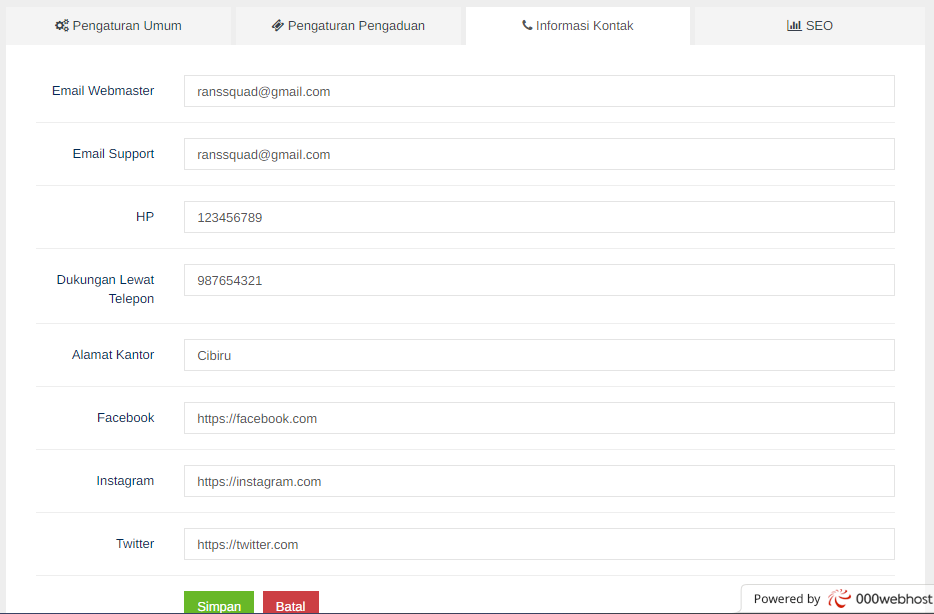 Pengaturan Umum
Pengaturan Pengaduan
Informasi Kontak
SEO
Email Webmaster
ranssquad@gmail.com
Email Support
ranssquad@gmail.com
HP
123456789
Dukungan Lewat
Telepon
987654321
Alamat Kantor
Cibiru
Facebook
https://facebook.com
Instagram
https://instagram.com
Twitter
https://twitter.com
Simpan
Batal
Powered by 000webhost